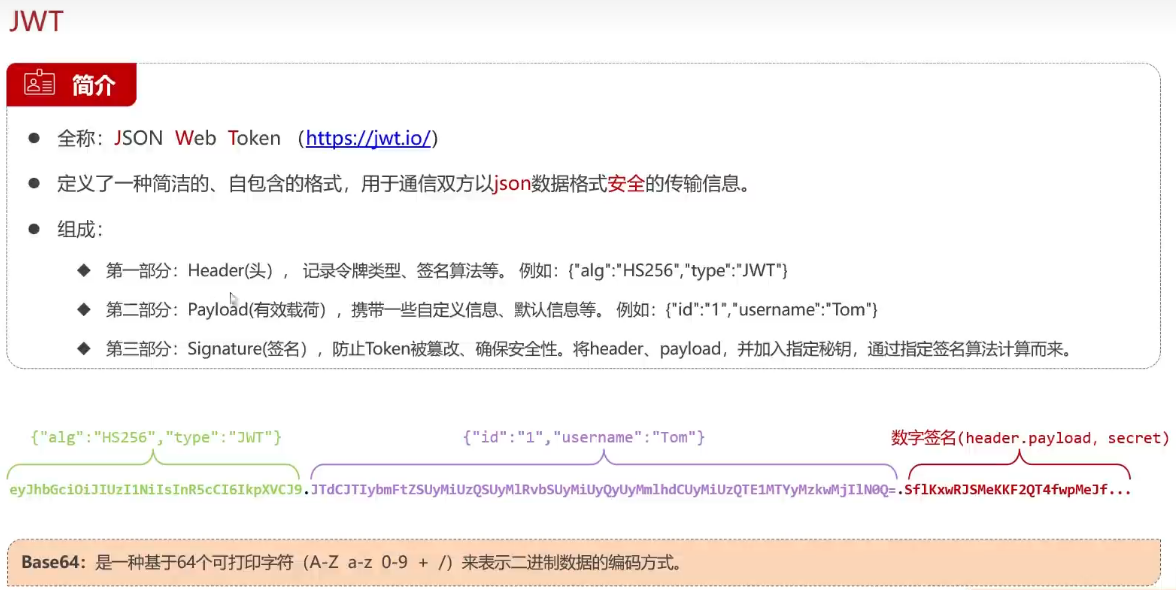 JWT
简介
全称：JSON Web Token （https://jwt.io/）
定义了一种简洁的、自包含的格式，用于通信双方以json数据格式安全的传输信息。
组成：
第一部分：Header(头），记录令牌类型、签名算法等。 例如：{"alg":"HS256","type":"JWT"}
第二部分：Payload(有效载荷），携带一些自定义信息、默认信息等。 例如：{"id":"1","username":"Tom"}
第三部分：Signature(签名），防止Token被篡改、确保安全性。将header、payload，并加入指定秘钥，通过指定签名算法计算而来。
{"alg":"HS256","type":"JWT"} {"id":"1","username":"Tom"} 数字签名(header.payload, secret)
eyJhbGciOiJIUzI1NiIsInR5cCI6IkpXVCJ9.JTdCJTIybmFtZSUyMiUzQSUyMlRvbSUyMiUyQyUyMmlhdCUyMiUzQTE1MTYyMzkwMjIlN0Q=.SflKxwRJSMeKKF2QT4fwpMeJf...
Base64：是一种基于64个可打印字符（A-Z a-z 0-9 + /）来表示二进制数据的编码方式。